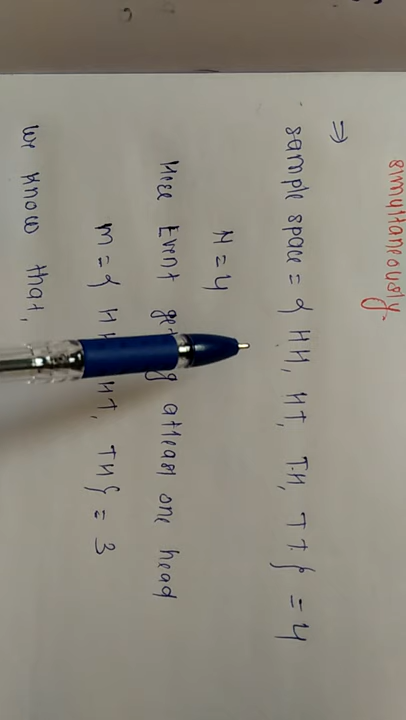 simultaneously.
⇒
sample space = { HH, HT, TH, TT } = 4
N = 4
Here Event atleast one head
m = { HT, TH } = 3
we know that,